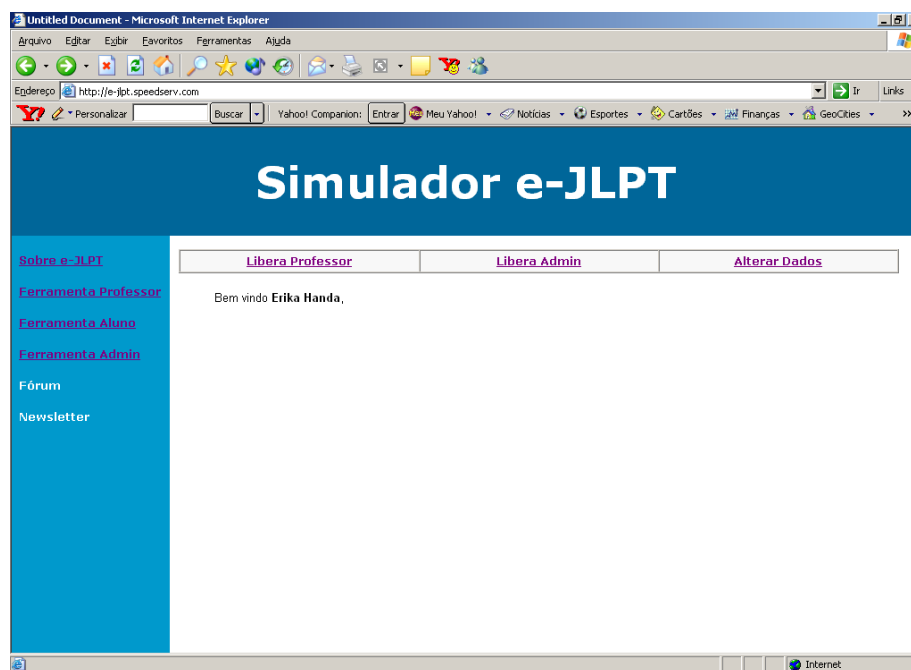 Untitled Document - Microsoft Internet Explorer
Arquivo Editar Exibir Favoritos Ferramentas Ajuda
Endereço http://e-jlpt.speedserv.com Ir Links
Y7 Personalizar Buscar Yahoo! Companion: Entrar Meu Yahoo! Notícias Esportes Cartões Finanças GeoCities »
Simulador e-JLPT
Libera Professor Libera Admin Alterar Dados
Bem vindo Erika Handa,
Sobre e-JLPT
Ferramenta Professor
Ferramenta Aluno
Ferramenta Admin
Fórum
Newsletter
Internet